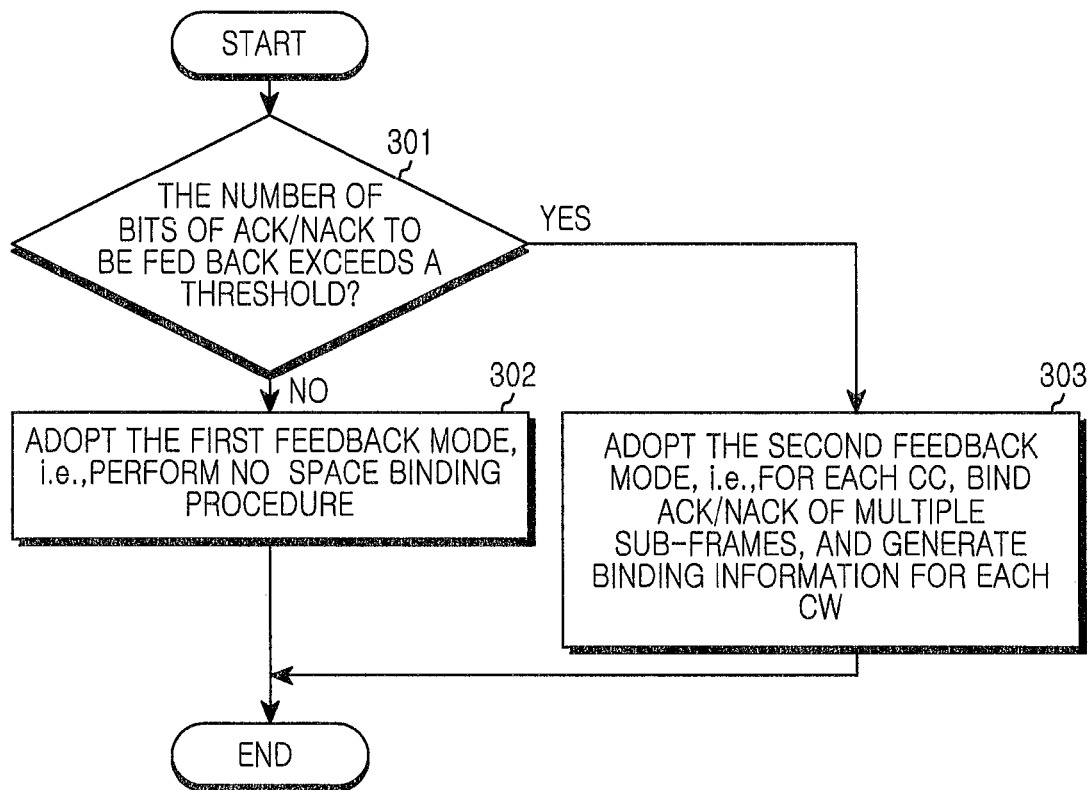 START
301
THE NUMBER OF
BITS OF ACK/NACK TO
BE FED BACK EXCEEDS A
THRESHOLD?
YES
NO
302
ADOPT THE FIRST FEEDBACK MODE,
i.e.,PERFORM NO SPACE BINDING
PROCEDURE
303
ADOPT THE SECOND FEEDBACK
MODE, i.e.,FOR EACH CC, BIND
ACK/NACK OF MULTIPLE
SUB-FRAMES, AND GENERATE
BINDING INFORMATION FOR EACH
CW
END